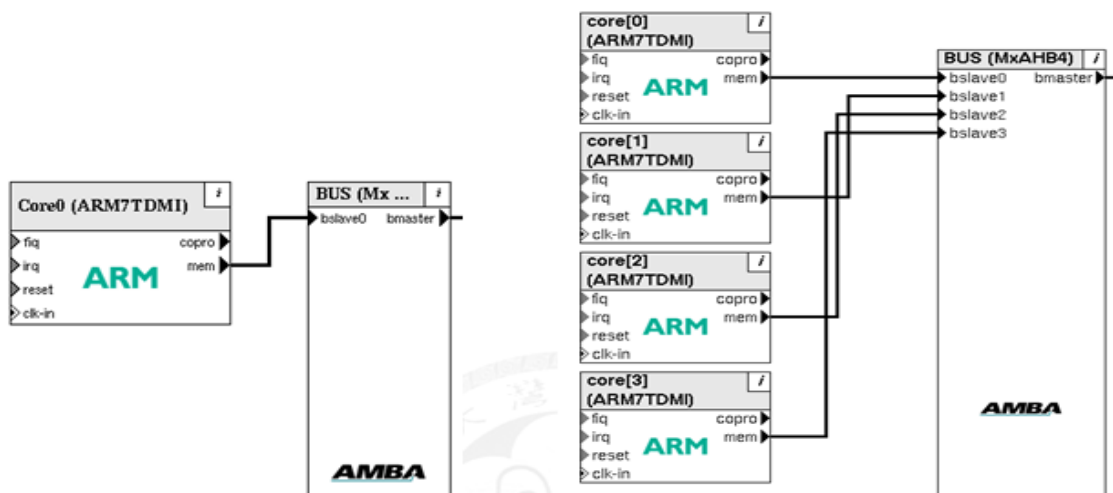 Core0 (ARM7TDMI) i
fiq copro
irq mem
reset
clk-in
ARM
BUS (Mx ... i
bslave0 bmaster
AMBA
core[0] i
(ARM7TDMI)
fiq copro
irq mem
reset
clk-in
ARM
core[1] i
(ARM7TDMI)
fiq copro
irq mem
reset
clk-in
ARM
core[2] i
(ARM7TDMI)
fiq copro
irq mem
reset
clk-in
ARM
core[3] i
(ARM7TDMI)
fiq copro
irq mem
reset
clk-in
ARM
BUS (MxAHB4) i
bslave0 bmaster
bslave1
bslave2
bslave3
AMBA
灣